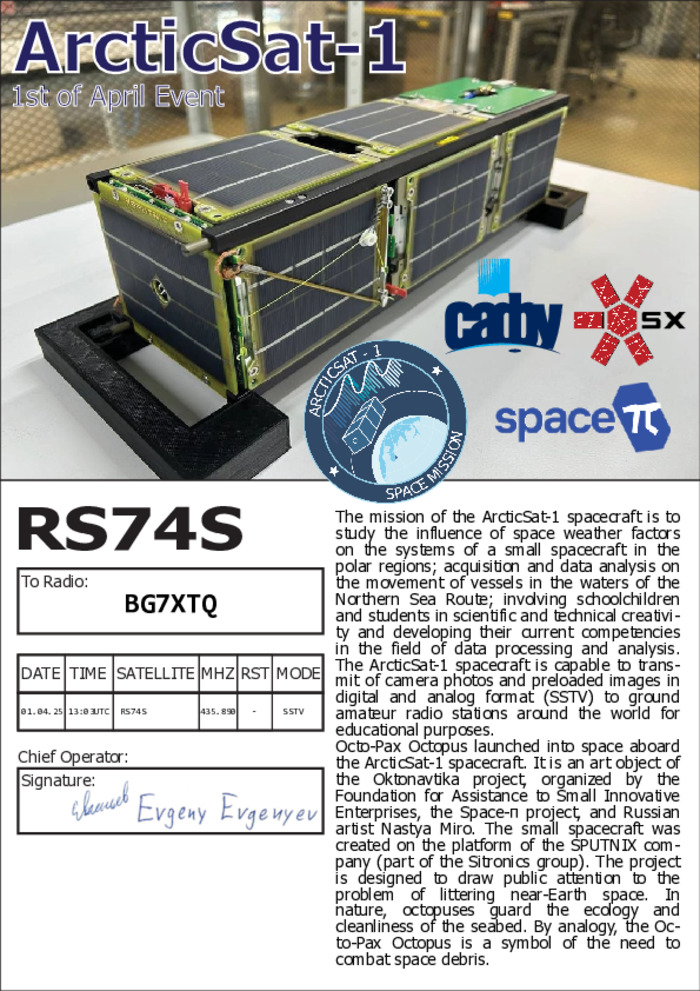 ArcticSat-1
1st of April Event
cadby
SX
space π
ARCTICSAT - 1
SPACE MISSION
RS74S
To Radio:
BG7XTQ
DATE TIME SATELLITE MHZ RST MODE
01.04.25 13:03UTC RS74S 435.890 - SSTV
Chief Operator:
Signature:
Evgeny Evgenyev
The mission of the ArcticSat-1 spacecraft is to
study the influence of space weather factors
on the systems of a small spacecraft in the
polar regions; acquisition and data analysis on
the movement of vessels in the waters of the
Northern Sea Route; involving schoolchildren
and students in scientific and technical creativi-
ty and developing their current competencies
in the field of data processing and analysis.
The ArcticSat-1 spacecraft is capable to trans-
mit of camera photos and preloaded images in
digital and analog format (SSTV) to ground
amateur radio stations around the world for
educational purposes.
Octo-Pax Octopus launched into space aboard
the ArcticSat-1 spacecraft. It is an art object of
the Oktonavtika project, organized by the
Foundation for Assistance to Small Innovative
Enterprises, the Space-π project, and Russian
artist Nastya Miro. The small spacecraft was
created on the platform of the SPUTNIX com-
pany (part of the Sitronics group). The project
is designed to draw public attention to the
problem of littering near-Earth space. In
nature, octopuses guard the ecology and
cleanliness of the seabed. By analogy, the Oc-
to-Pax Octopus is a symbol of the need to
combat space debris.